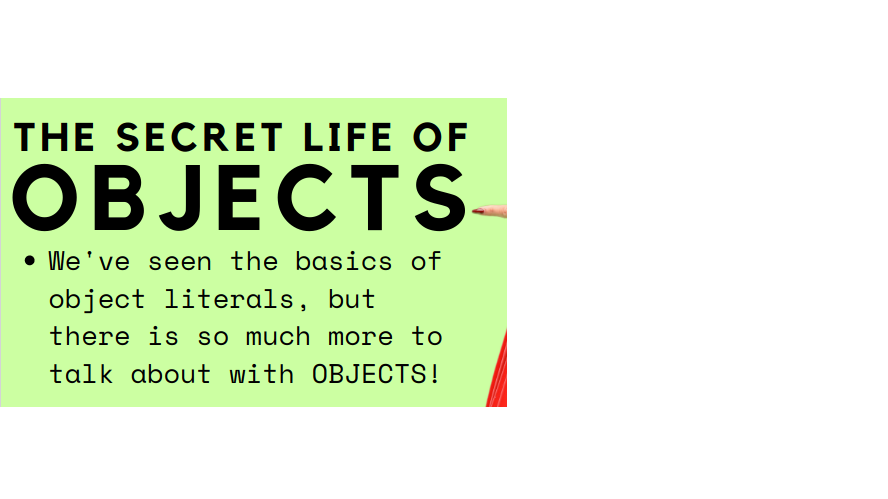 THE SECRET LIFE OF
OBJECTS
• We've seen the basics of
object literals, but
there is so much more to
talk about with OBJECTS!